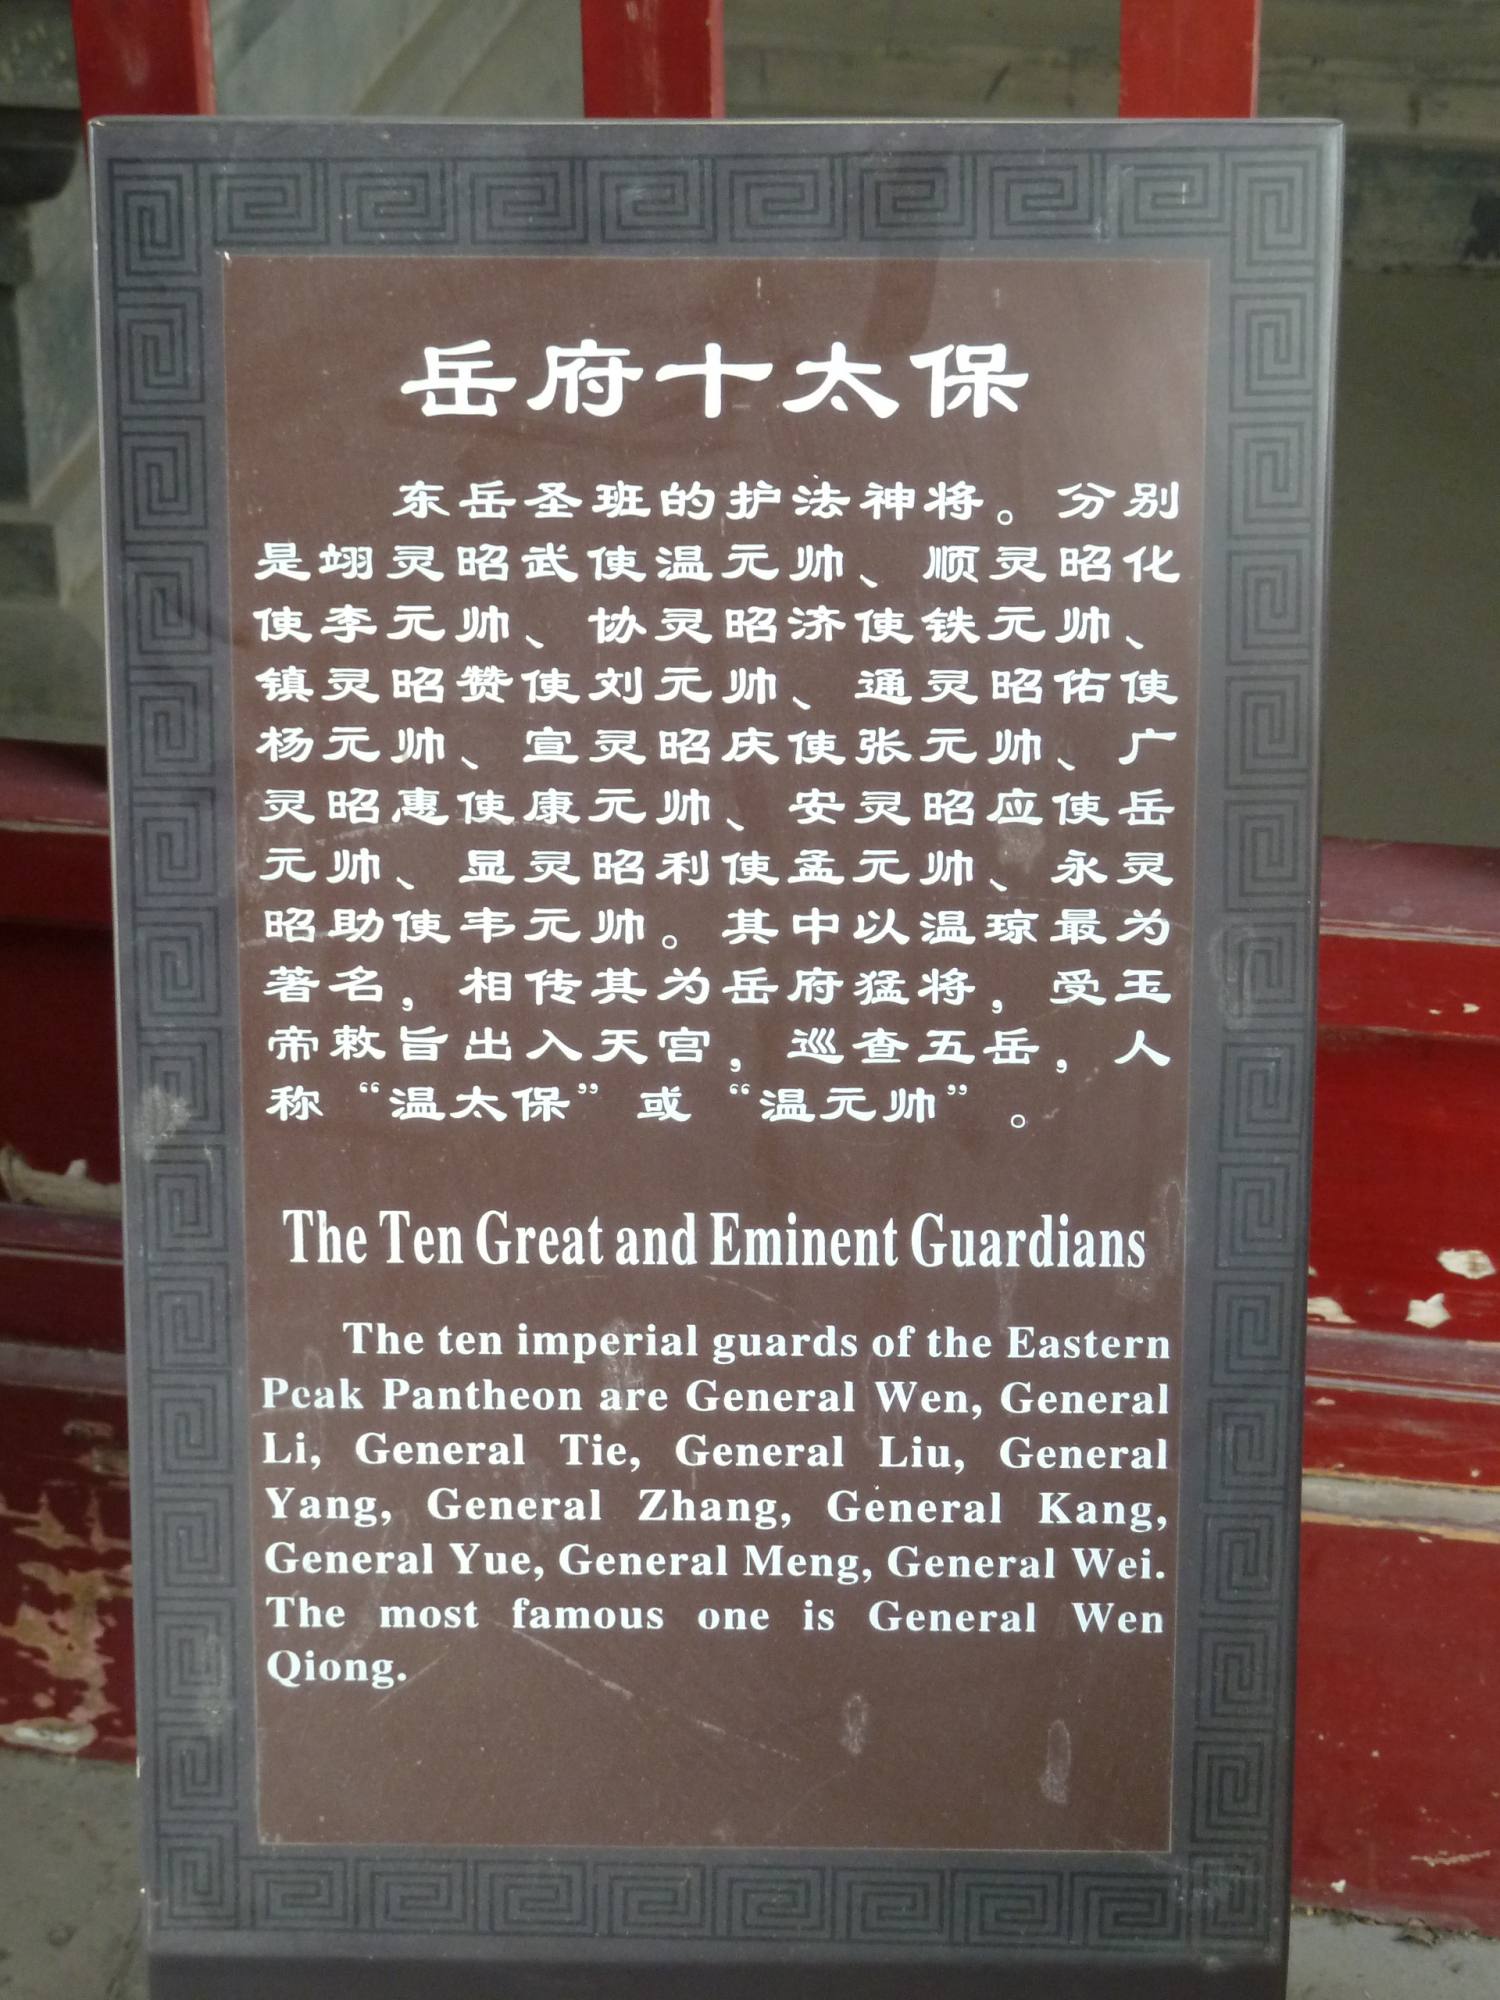 岳府十太保
东岳圣班的护法神将。分别
是翊灵昭武使温元帅、顺灵昭化
使李元帅、协灵昭济使铁元帅、
镇灵昭赞使刘元帅、通灵昭佑使
杨元帅、宣灵昭庆使张元帅、广
灵昭惠使康元帅、安灵昭应使岳
元帅、显灵昭利使孟元帅、永灵
昭助使韦元帅。其中以温琼最为
著名，相传其为岳府猛将，受玉
帝敕旨出入天宫，巡查五岳，人
称“温太保”或“温元帅”。
The Ten Great and Eminent Guardians
The ten imperial guards of the Eastern
Peak Pantheon are General Wen, General
Li, General Tie, General Liu, General
Yang, General Zhang, General Kang,
General Yue, General Meng, General Wei.
The most famous one is General Wen
Qiong.